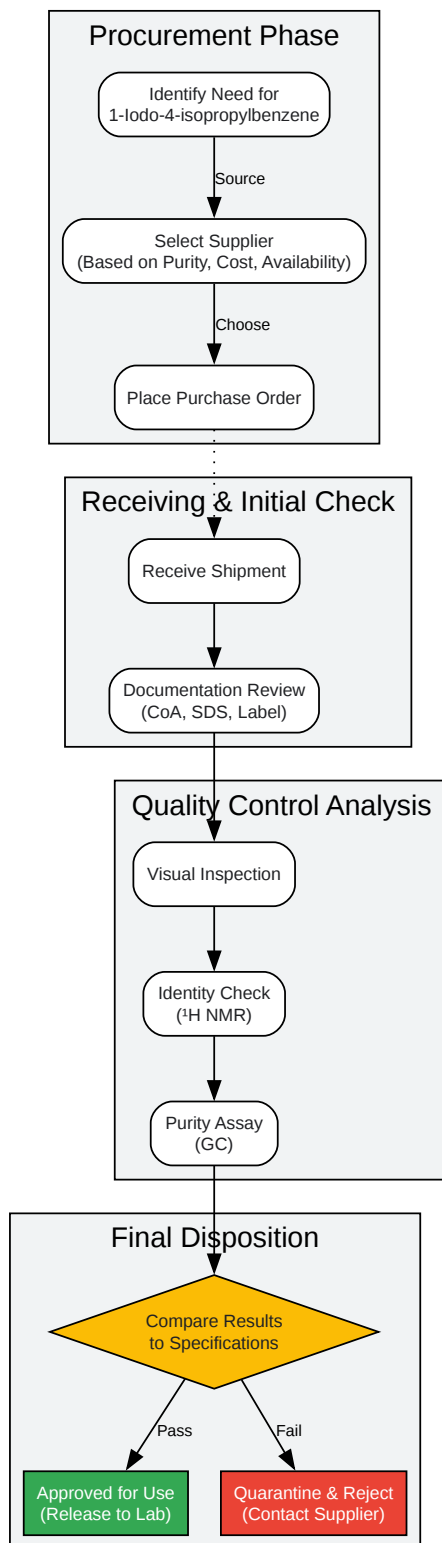 Procurement Phase
Identify Need for
1-Iodo-4-isopropylbenzene
Source
Select Supplier
(Based on Purity, Cost, Availability)
Choose
Place Purchase Order
Receiving & Initial Check
Receive Shipment
Documentation Review
(CoA, SDS, Label)
Quality Control Analysis
Visual Inspection
Identity Check
(¹H NMR)
Purity Assay
(GC)
Final Disposition
Compare Results
to Specifications
Pass
Fail
Approved for Use
(Release to Lab)
Quarantine & Reject
(Contact Supplier)